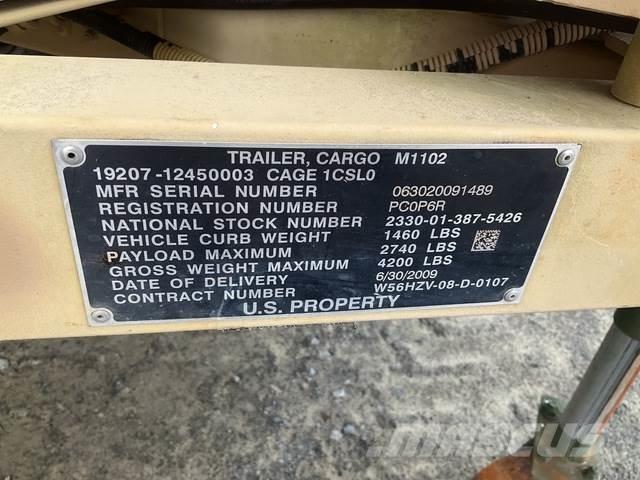 TRAILER, CARGO M1102
19207-12450003 CAGE 1CSL0
MFR SERIAL NUMBER 063020091489
REGISTRATION NUMBER PC0P6R
NATIONAL STOCK NUMBER 2330-01-387-5426
VEHICLE CURB WEIGHT 1460 LBS
PAYLOAD MAXIMUM 2740 LBS
GROSS WEIGHT MAXIMUM 4200 LBS
DATE OF DELIVERY 6/30/2009
CONTRACT NUMBER W56HZV-08-D-0107
U.S. PROPERTY
MASCUS